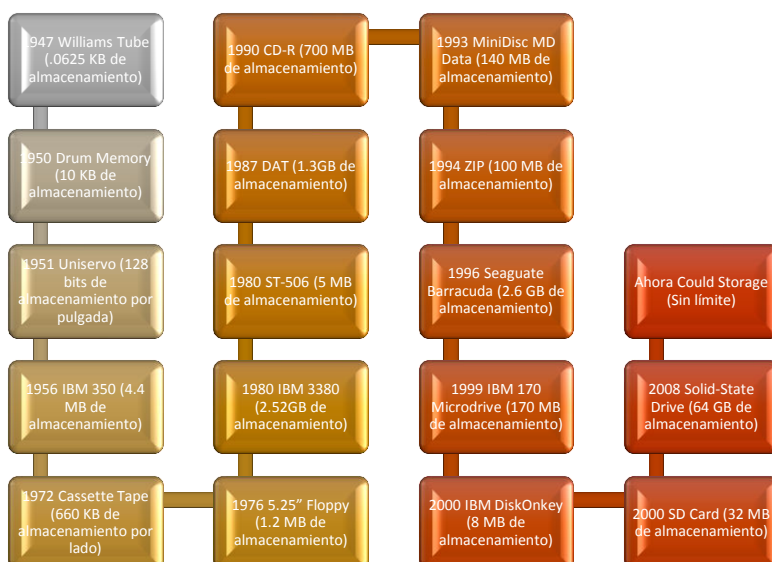 1947 Williams Tube
(.0625 KB de
almacenamiento)
1950 Drum Memory
(10 KB de
almacenamiento)
1951 Uniservo (128
bits de
almacenamiento por
pulgada)
1956 IBM 350 (4.4
MB de
almacenamiento)
1972 Cassette Tape
(660 KB de
almacenamiento por
lado)
1976 5.25” Floppy
(1.2 MB de
almacenamiento)
1980 IBM 3380
(2.52GB de
almacenamiento)
1980 ST-506 (5 MB
de almacenamiento)
1987 DAT (1.3GB de
almacenamiento)
1990 CD-R (700 MB
de almacenamiento)
1993 MiniDisc MD
Data (140 MB de
almacenamiento)
1994 ZIP (100 MB de
almacenamiento)
1996 Seaguate
Barracuda (2.6 GB de
almacenamiento)
1999 IBM 170
Microdrive (170 MB
de almacenamiento)
2000 IBM DiskOnkey
(8 MB de
almacenamiento)
2000 SD Card (32 MB
de almacenamiento)
2008 Solid-State
Drive (64 GB de
almacenamiento)
Ahora Could Storage
(Sin límite)